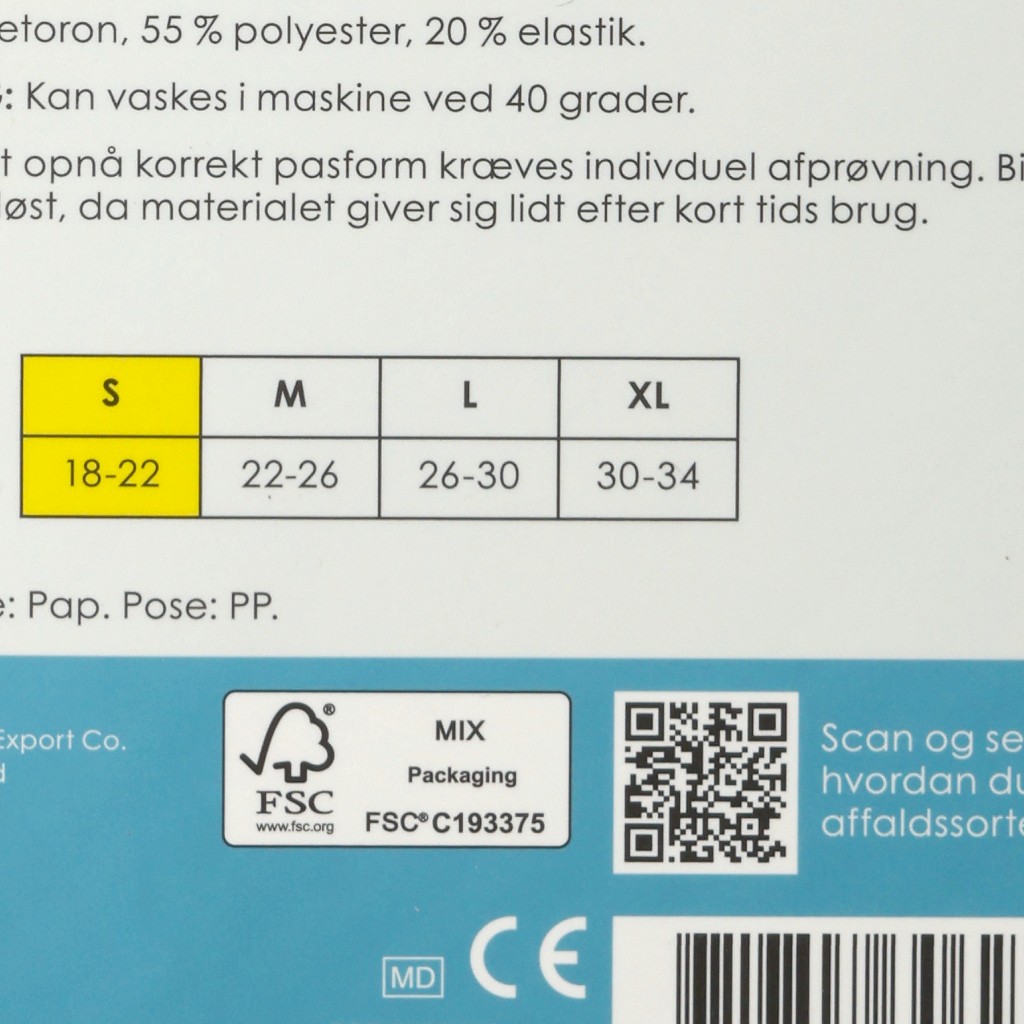 etoron, 55 % polyester, 20 % elastik.
: Kan vaskes i maskine ved 40 grader.
t opnå korrekt pasform kræves indivduel afprøvning. Bi
løst, da materialet giver sig lidt efter kort tids brug.
S M L XL
18-22 22-26 26-30 30-34
e: Pap. Pose: PP.
Export Co.
d
FSC®
www.fsc.org
MIX
Packaging
FSC® C193375
Scan og se
hvordan du
affaldssorte
MD CE